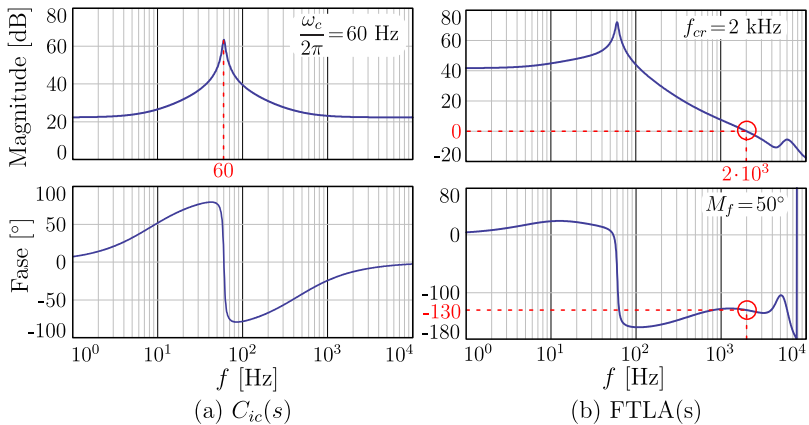 Magnitude [dB]
80
60
40
20
0
ω_c/2π = 60 Hz
60
Fase [°]
100
50
0
-50
-100
10^0 10^1 10^2 10^3 10^4
f [Hz]
(a) C_ic(s)
80
60
40
20
0
-20
f_cr = 2 kHz
2·10^3
80
0
-100
-130
-180
M_f = 50°
10^0 10^1 10^2 10^3 10^4
f [Hz]
(b) FTLA(s)